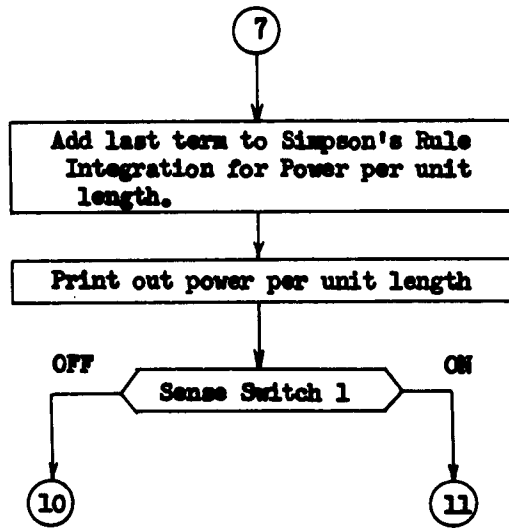 7
Add last term to Simpson's Rule
Integration for Power per unit
length.
Print out power per unit length
OFF
ON
Sense Switch 1
10
11